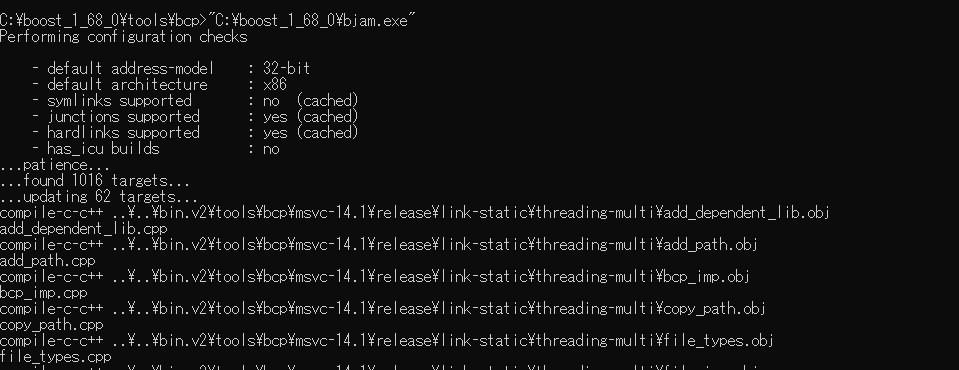 C:¥boost_1_68_0¥tools¥bcp>"C:¥boost_1_68_0¥bjam.exe"
Performing configuration checks
- default address-model : 32-bit
- default architecture : x86
- symlinks supported : no (cached)
- junctions supported : yes (cached)
- hardlinks supported : yes (cached)
- has_icu builds : no
...patience...
...found 1016 targets...
...updating 62 targets...
compile-c-c++ ..¥..¥bin.v2¥tools¥bcp¥msvc-14.1¥release¥link-static¥threading-multi¥add_dependent_lib.obj
add_dependent_lib.cpp
compile-c-c++ ..¥..¥bin.v2¥tools¥bcp¥msvc-14.1¥release¥link-static¥threading-multi¥add_path.obj
add_path.cpp
compile-c-c++ ..¥..¥bin.v2¥tools¥bcp¥msvc-14.1¥release¥link-static¥threading-multi¥bcp_imp.obj
bcp_imp.cpp
compile-c-c++ ..¥..¥bin.v2¥tools¥bcp¥msvc-14.1¥release¥link-static¥threading-multi¥copy_path.obj
copy_path.cpp
compile-c-c++ ..¥..¥bin.v2¥tools¥bcp¥msvc-14.1¥release¥link-static¥threading-multi¥file_types.obj
file_types.cpp